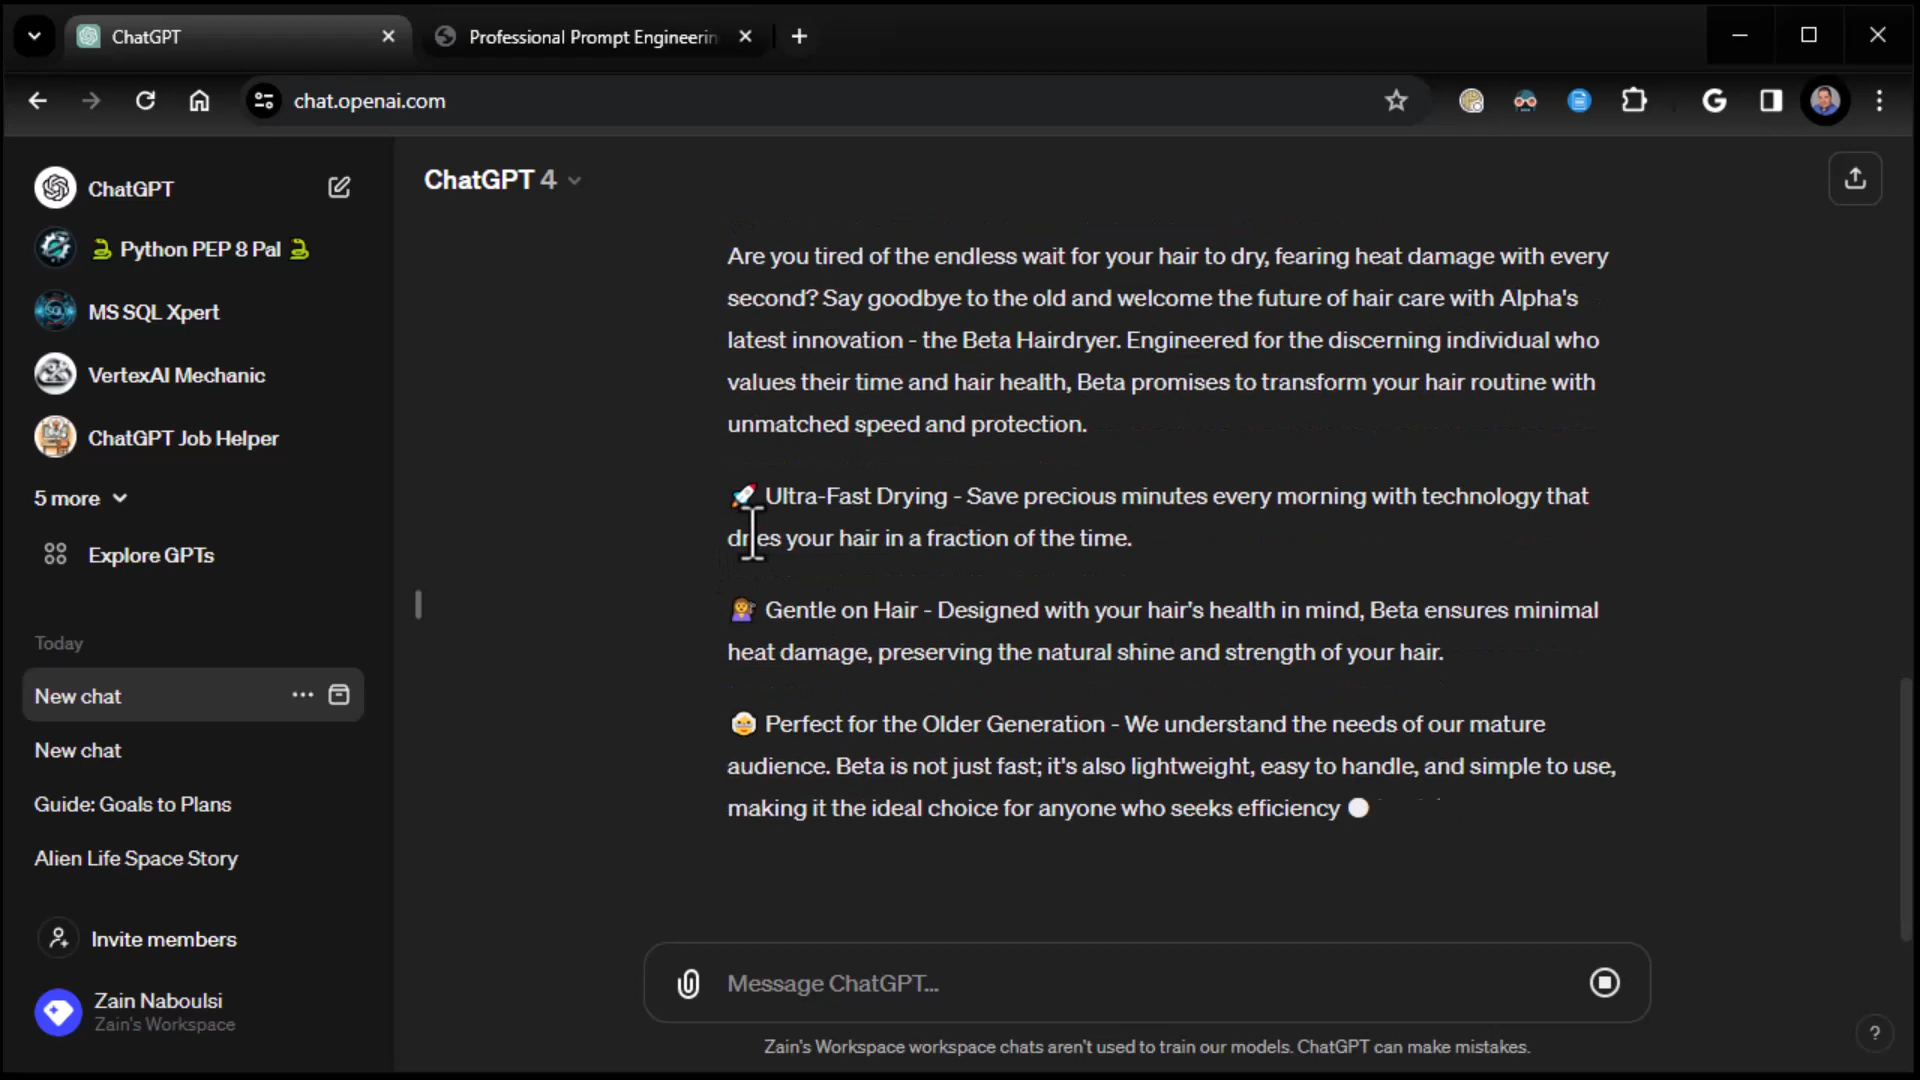 ChatGPT
Professional Prompt Engineerin
chat.openai.com
ChatGPT
Python PEP 8 Pal
MS SQL Xpert
VertexAI Mechanic
ChatGPT Job Helper
5 more
Explore GPTs
Today
New chat
New chat
Guide: Goals to Plans
Alien Life Space Story
Invite members
Zain Naboulsi
Zain's Workspace
ChatGPT 4
Are you tired of the endless wait for your hair to dry, fearing heat damage with every
second? Say goodbye to the old and welcome the future of hair care with Alpha's
latest innovation - the Beta Hairdryer. Engineered for the discerning individual who
values their time and hair health, Beta promises to transform your hair routine with
unmatched speed and protection.
🚀 Ultra-Fast Drying - Save precious minutes every morning with technology that
dries your hair in a fraction of the time.
💇 Gentle on Hair - Designed with your hair's health in mind, Beta ensures minimal
heat damage, preserving the natural shine and strength of your hair.
👵 Perfect for the Older Generation - We understand the needs of our mature
audience. Beta is not just fast; it's also lightweight, easy to handle, and simple to use,
making it the ideal choice for anyone who seeks efficiency
Message ChatGPT...
Zain's Workspace workspace chats aren't used to train our models. ChatGPT can make mistakes.
?